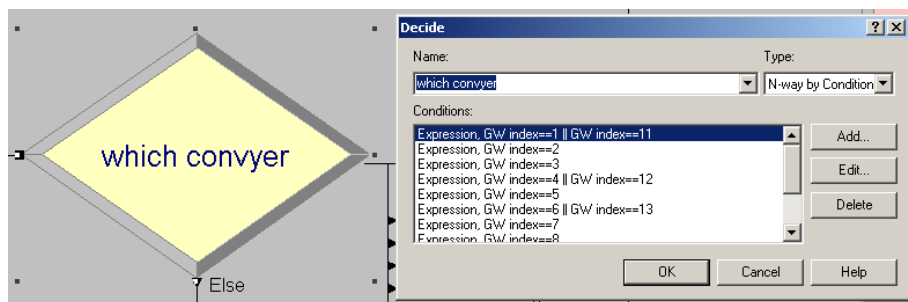 which convyer
Else
Decide
Name:
Type:
which convyer
N-way by Condition
Conditions:
Expression, GW index==1 || GW index==11
Expression, GW index==2
Expression, GW index==3
Expression, GW index==4 || GW index==12
Expression, GW index==5
Expression, GW index==6 || GW index==13
Expression, GW index==7
Expression, GW index==8
Add...
Edit...
Delete
OK
Cancel
Help